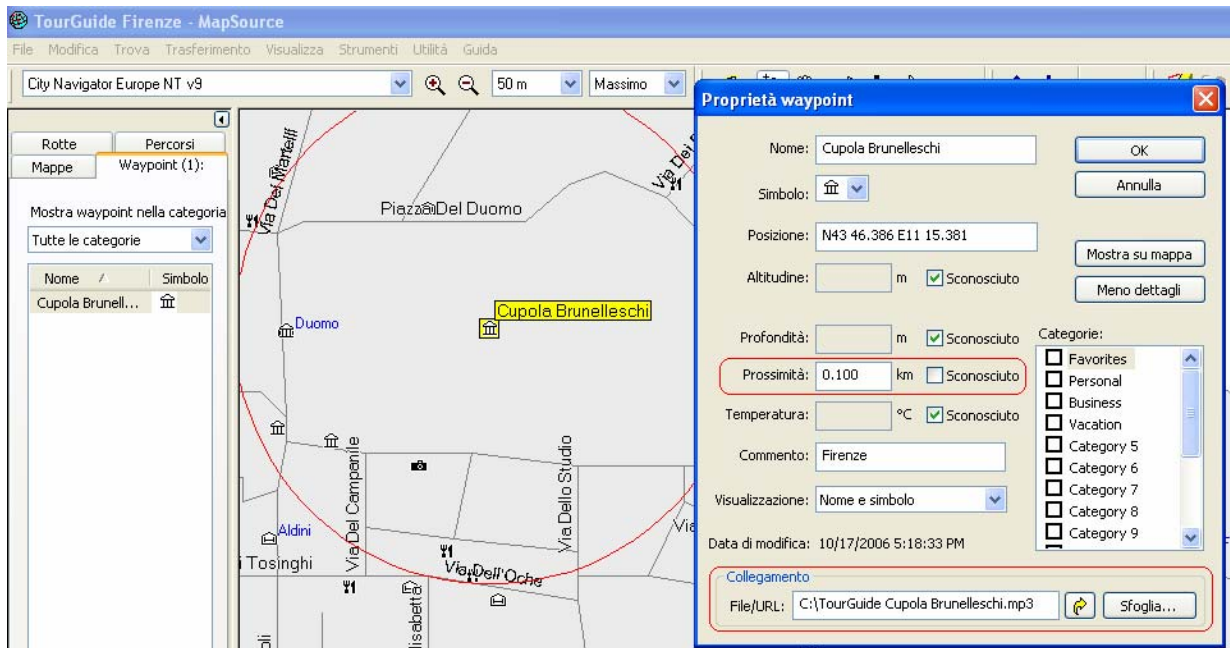 TourGuide Firenze - MapSource
File Modifica Trova Trasferimento Visualizza Strumenti Utilità Guida
City Navigator Europe NT v9
50 m
Massimo
Rotte
Percorsi
Mappe
Waypoint (1):
Mostra waypoint nella categoria
Tutte le categorie
Nome
Simbolo
Cupola Brunell...
Via Del Martelli
Piazza Del Duomo
Via Dei
Cupola Brunelleschi
Duomo
Via Del Campanile
Via Dello Studio
Aldini
i Tosinghi
Via Dell'Oche
lisabetta
Proprietà waypoint
Nome: Cupola Brunelleschi
OK
Simbolo:
Annulla
Posizione: N43 46.386 E11 15.381
Mostra su mappa
Altitudine: m Sconosciuto
Meno dettagli
Profondità: m Sconosciuto
Prossimità: 0.100 km Sconosciuto
Temperatura: °C Sconosciuto
Commento: Firenze
Visualizzazione: Nome e simbolo
Data di modifica: 10/17/2006 5:18:33 PM
Categorie:
Favorites
Personal
Business
Vacation
Category 5
Category 6
Category 7
Category 8
Category 9
Collegamento
File/URL: C:\TourGuide Cupola Brunelleschi.mp3
Sfoglia...